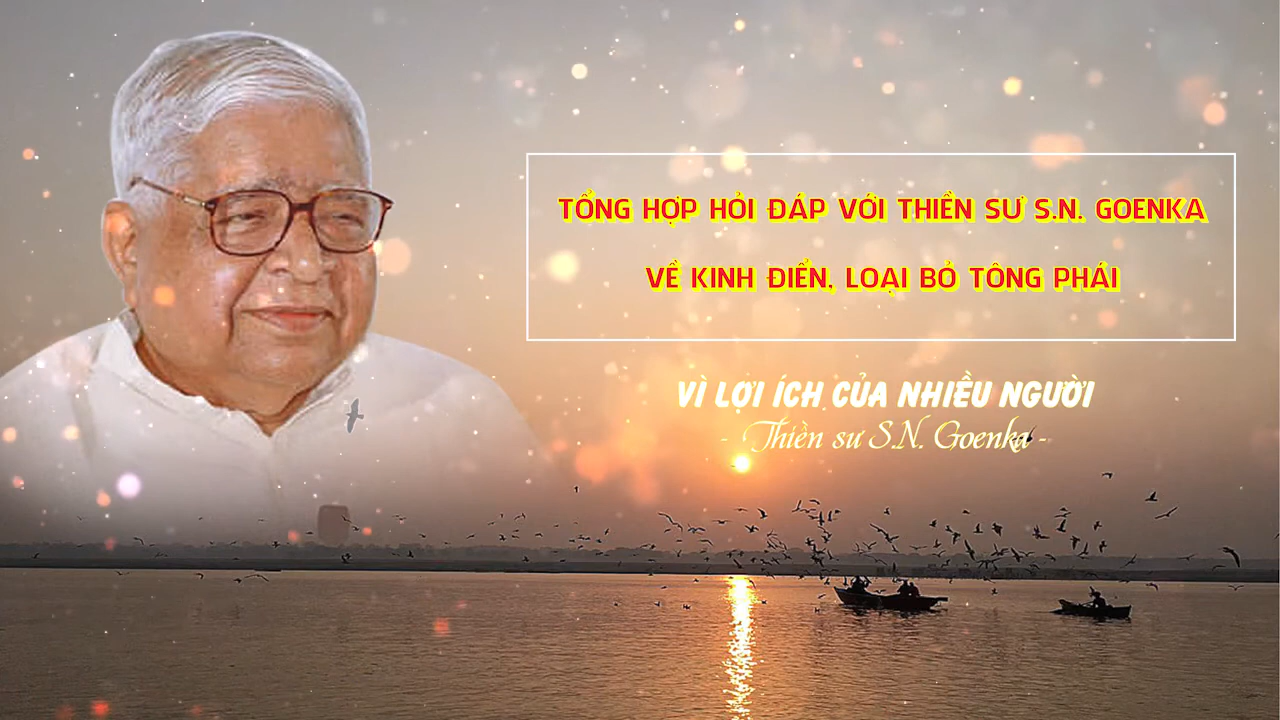 TỔNG HỢP HỎI ĐÁP VỚI THIỀN SƯ S.N. GOENKA
VỀ KINH ĐIỂN, LOẠI BỎ TÔNG PHÁI
VÌ LỢI ÍCH CỦA NHIỀU NGƯỜI
- Thiền sư S.N. Goenka -